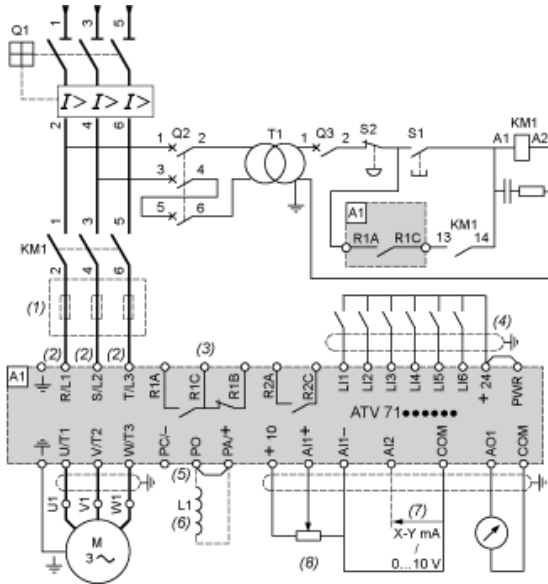 1 3 5
Q1
I> I> I>
2 4 6
1 Q2 2
3 4
5 6
T1
1 Q3 2
S2
S1
KM1
A1 A2
A1
R1A R1C
13 KM1 14
1 3 5
KM1
2 4 6
(1)
(2) (2) (2)
(3)
(4)
A1
R/L1 S/L2 T/L3 R1A R1C R1B R2A R2C LI1 LI2 LI3 LI4 LI5 LI6 + 24 PWR
ATV 71●●●●●●
U/T1 V/T2 W/T3 PC/– PO PA/+ + 10 AI1+ AI1– AI2 COM AO1 COM
U1 V1 W1
(5)
L1
(6)
(7)
X-Y mA
/
0...10 V
(8)
M
3~